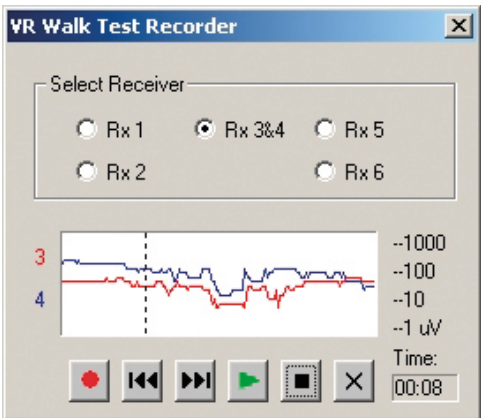 VR Walk Test Recorder
Select Receiver
Rx 1 Rx 3&4 Rx 5
Rx 2 Rx 6
--1000
3 --100
4 --10
--1 uV
Time:
00:08